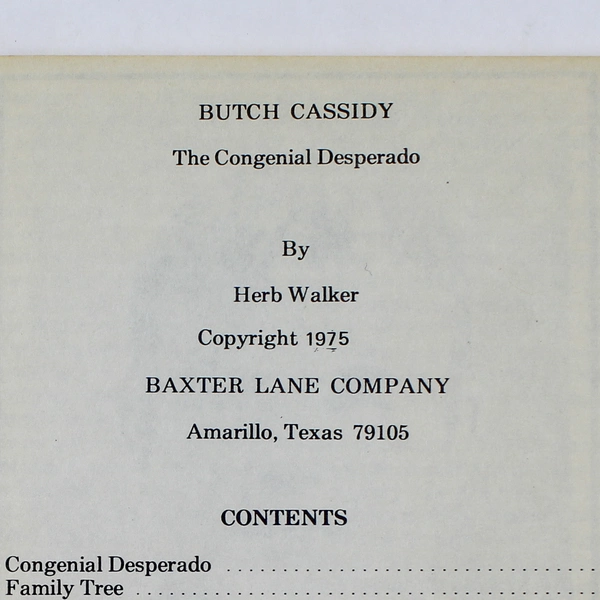 BUTCH CASSIDY
The Congenial Desperado
By
Herb Walker
Copyright 1975
BAXTER LANE COMPANY
Amarillo, Texas 79105
CONTENTS
Congenial Desperado ..............................
Family Tree .......................................